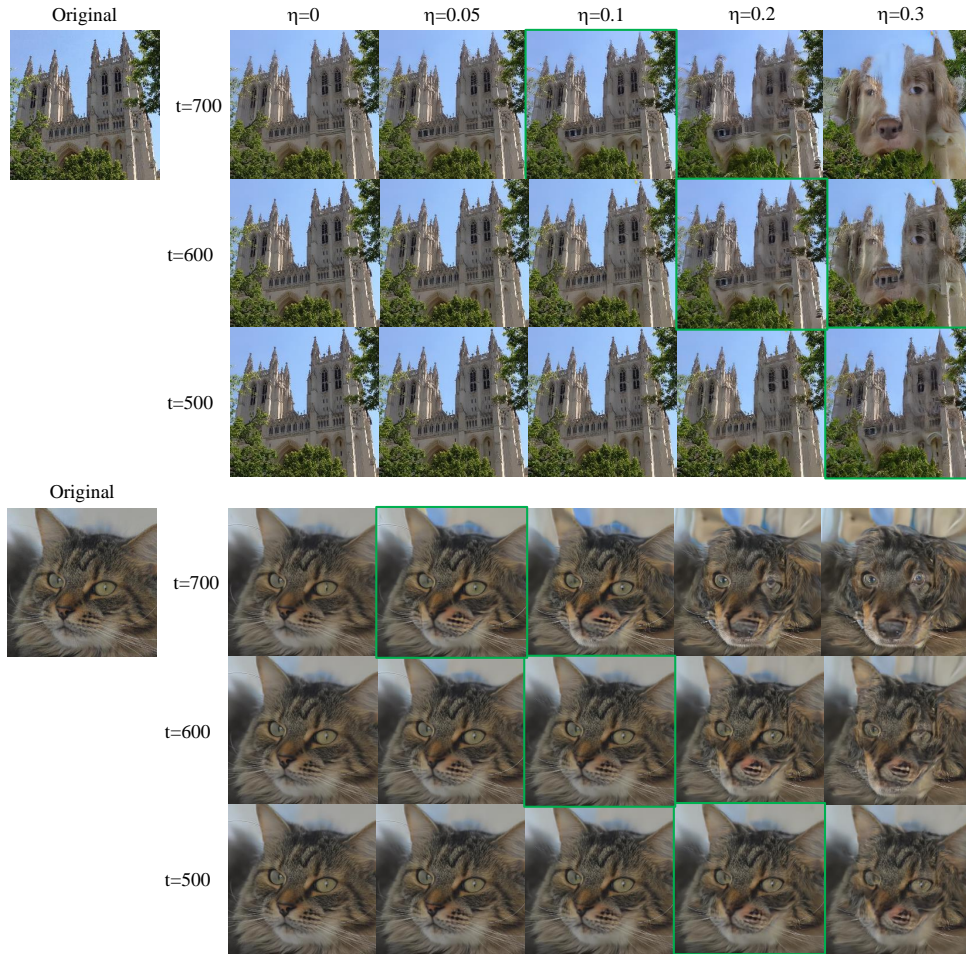 Original η=0 η=0.05 η=0.1 η=0.2 η=0.3
t=700
t=600
t=500
Original
t=700
t=600
t=500